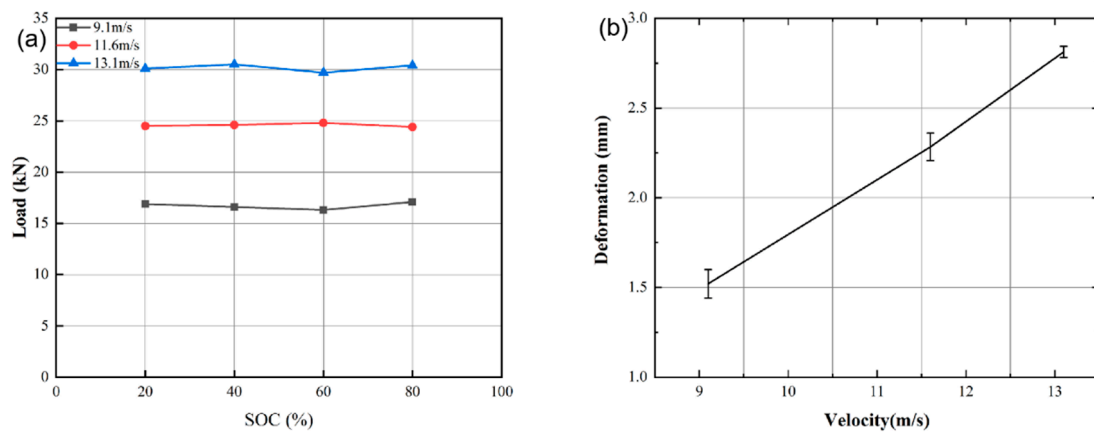 (a)
9.1m/s
11.6m/s
13.1m/s
35
30
25
20
15
10
5
0
Load (kN)
0 20 40 60 80 100
SOC (%)
(b)
3.0
2.5
2.0
1.5
1.0
Deformation (mm)
9 10 11 12 13
Velocity(m/s)